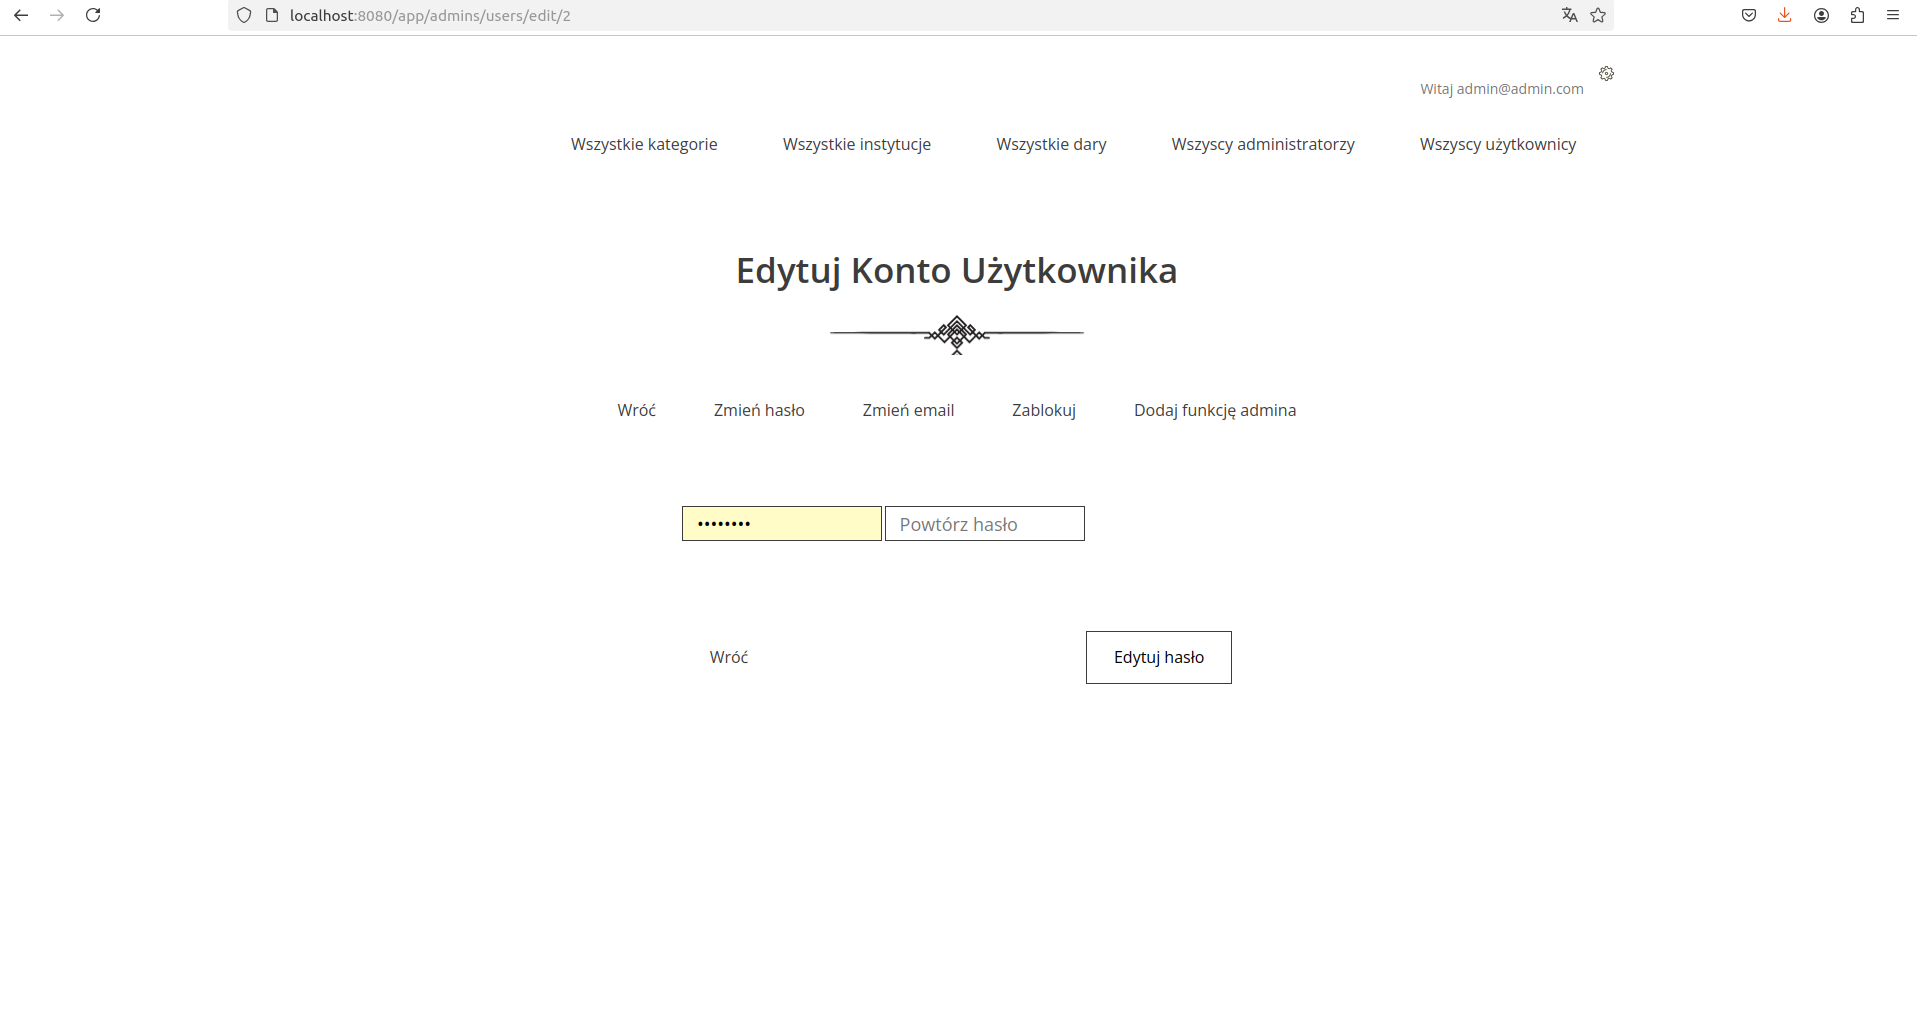 localhost:8080/app/admins/users/edit/2
Witaj admin@admin.com
Wszystkie kategorie Wszystkie instytucje Wszystkie dary Wszyscy administratorzy Wszyscy użytkownicy
Edytuj Konto Użytkownika
Wróć Zmień hasło Zmień email Zablokuj Dodaj funkcję admina
•••••••• Powtórz hasło
Wróć Edytuj hasło